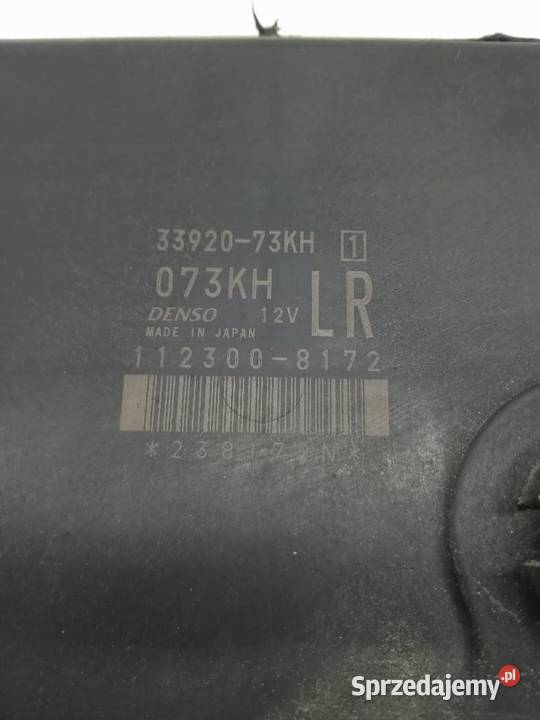 33920-73KH 1
073KH LR
DENSO 12V
MADE IN JAPAN
112300-8172
Sprzedajemy.pl